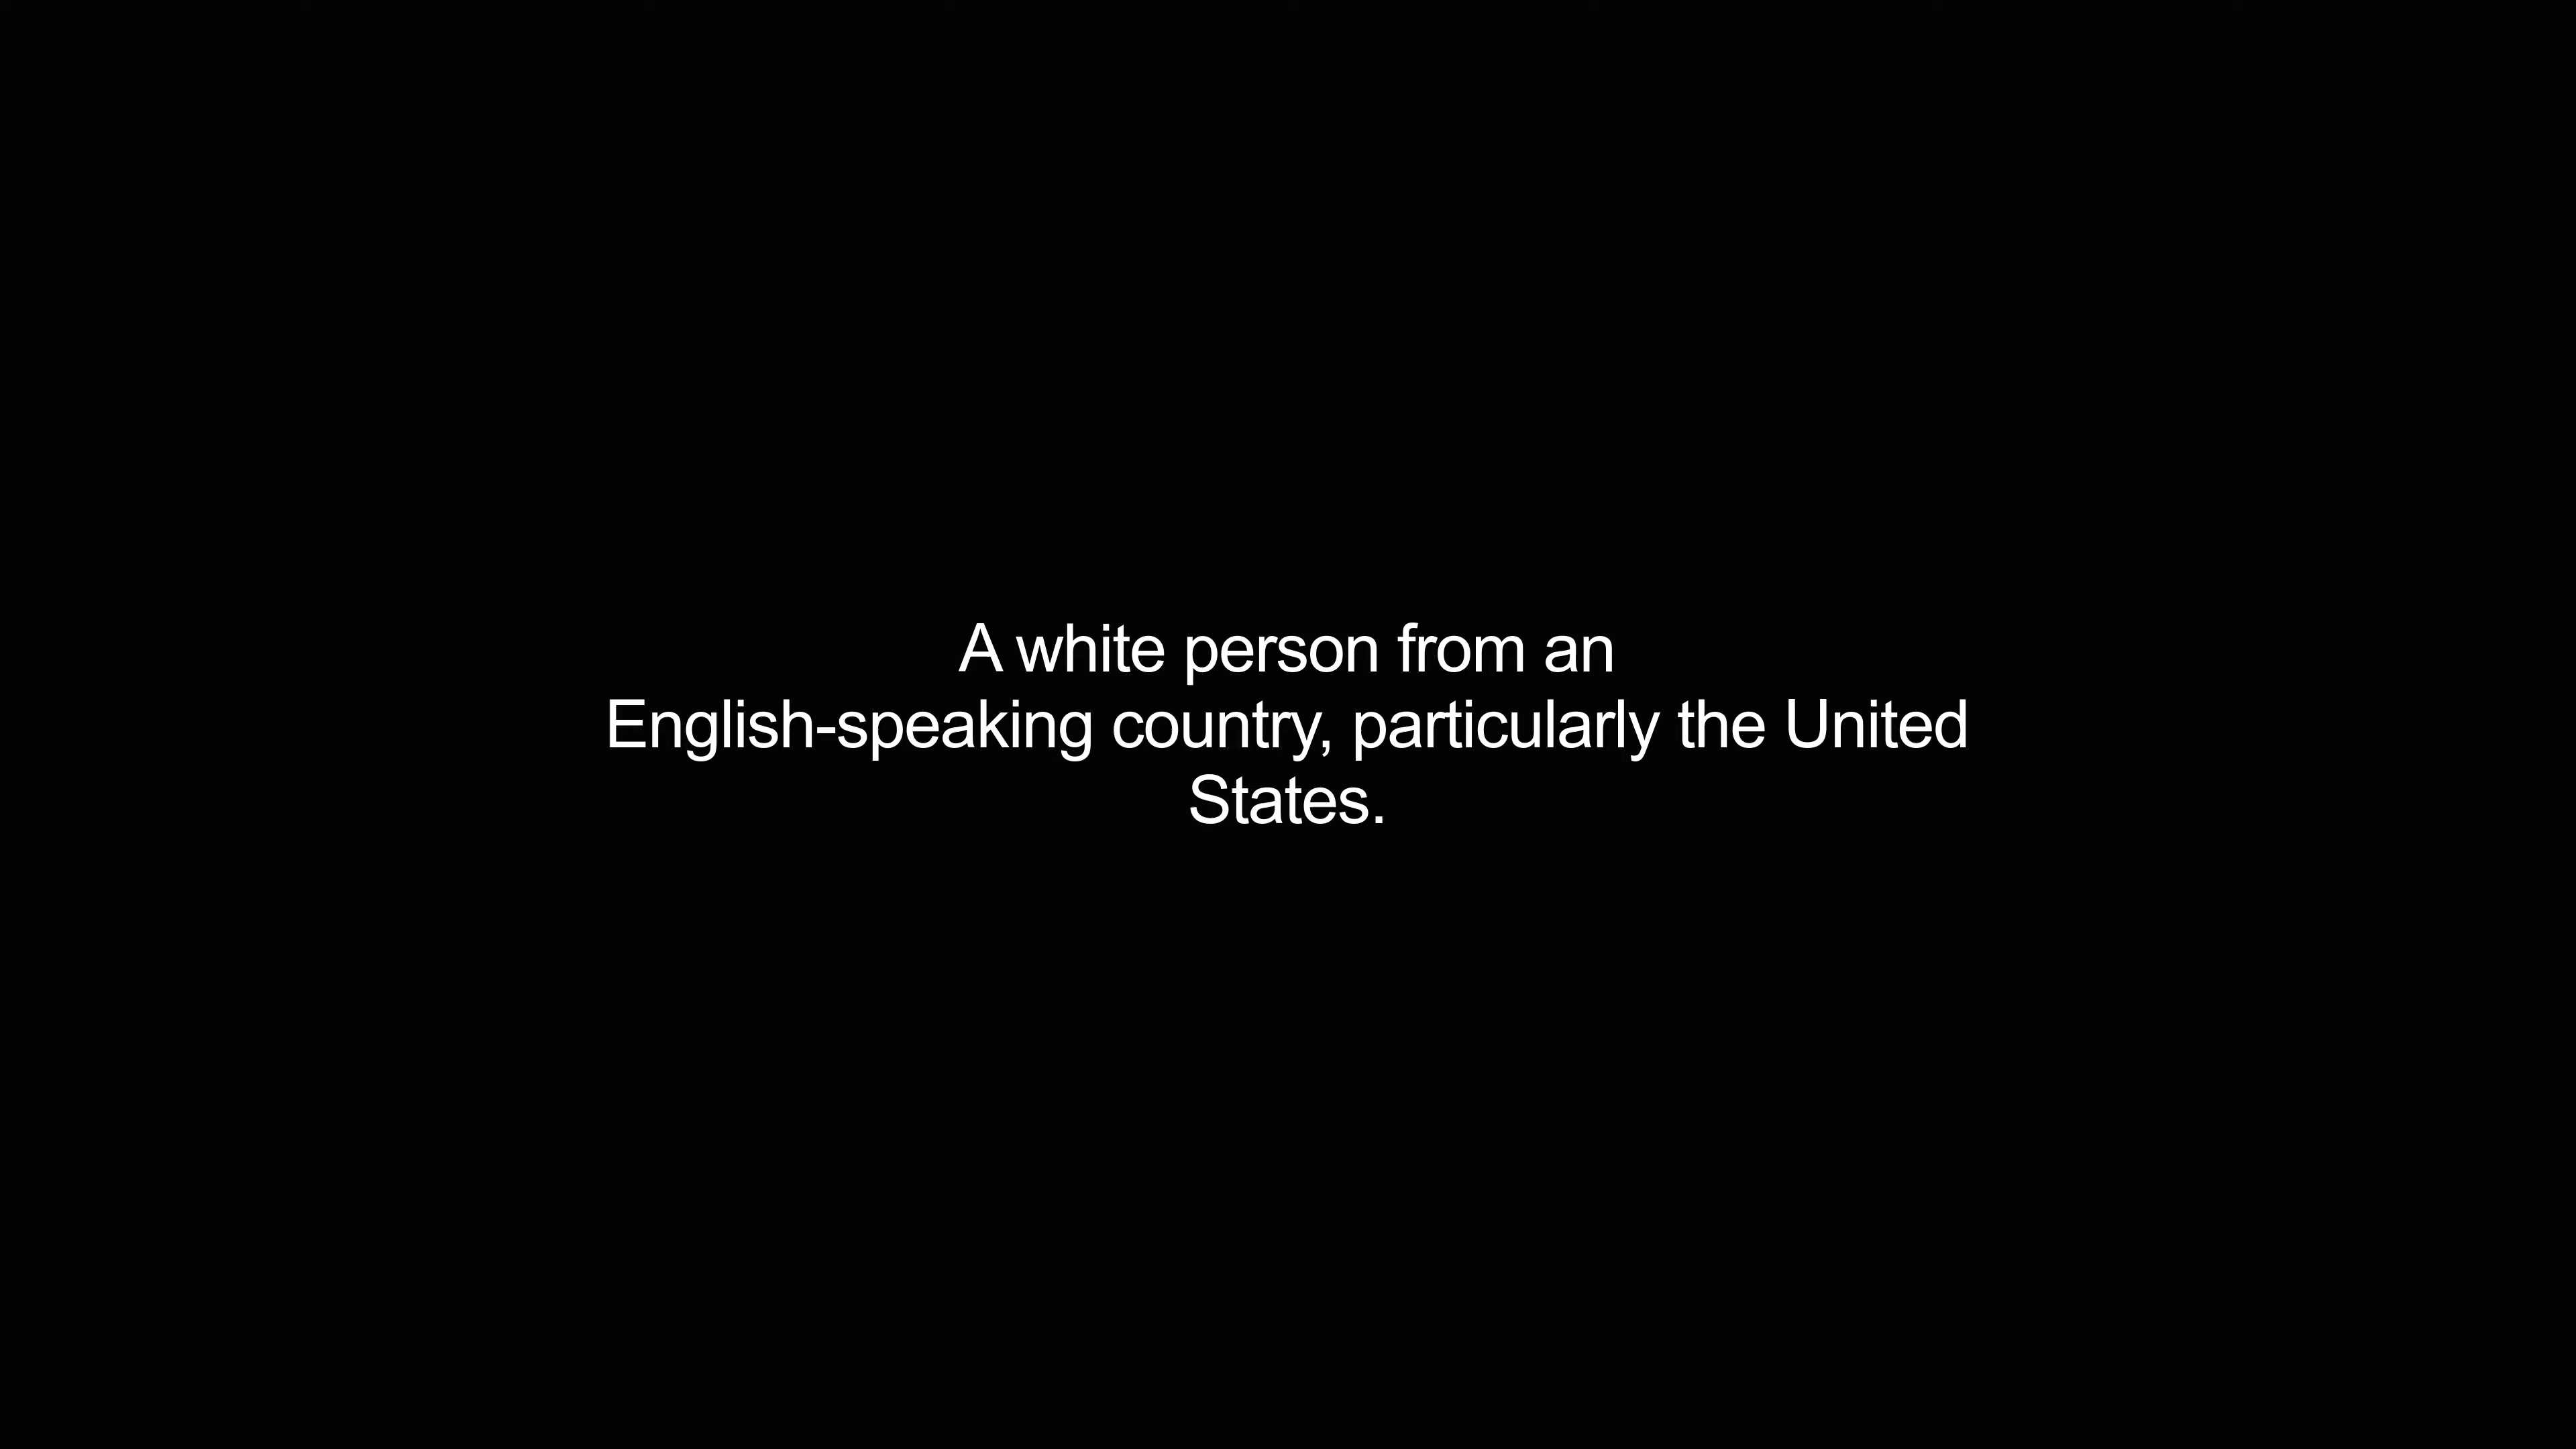 A white person from an
English-speaking country, particularly the United
States.